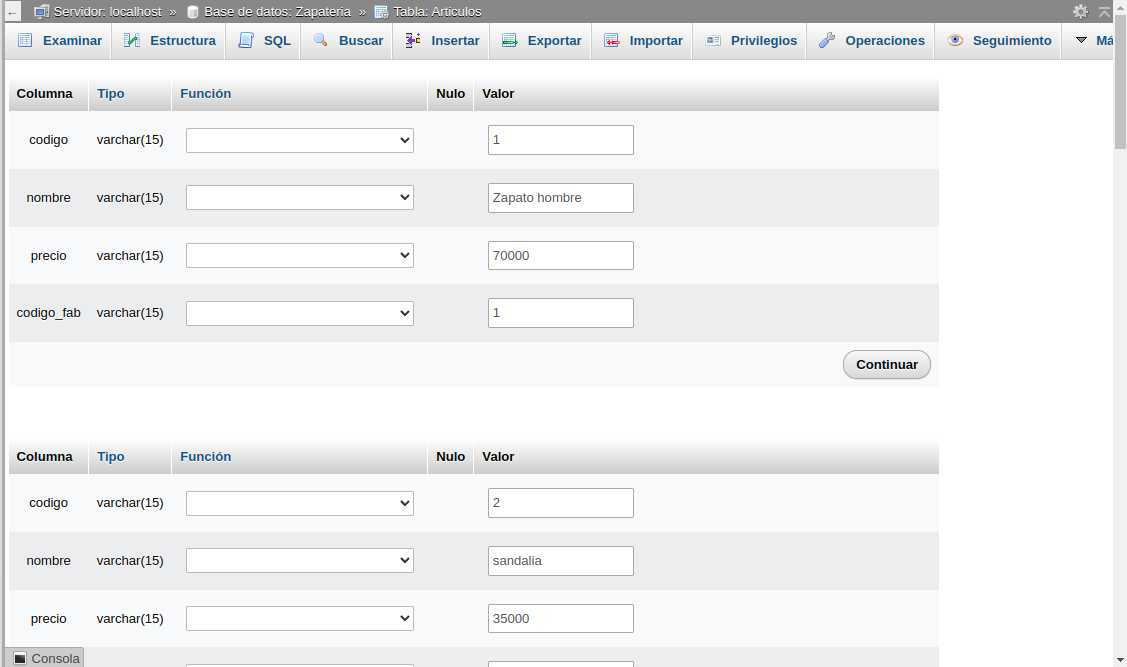 ← Servidor: localhost » Base de datos: Zapateria » Tabla: Articulos
Examinar Estructura SQL Buscar Insertar Exportar Importar Privilegios Operaciones Seguimiento Má
Columna Tipo Función Nulo Valor
codigo varchar(15) 1
nombre varchar(15) Zapato hombre
precio varchar(15) 70000
codigo_fab varchar(15) 1
Continuar
Columna Tipo Función Nulo Valor
codigo varchar(15) 2
nombre varchar(15) sandalia
precio varchar(15) 35000
Consola